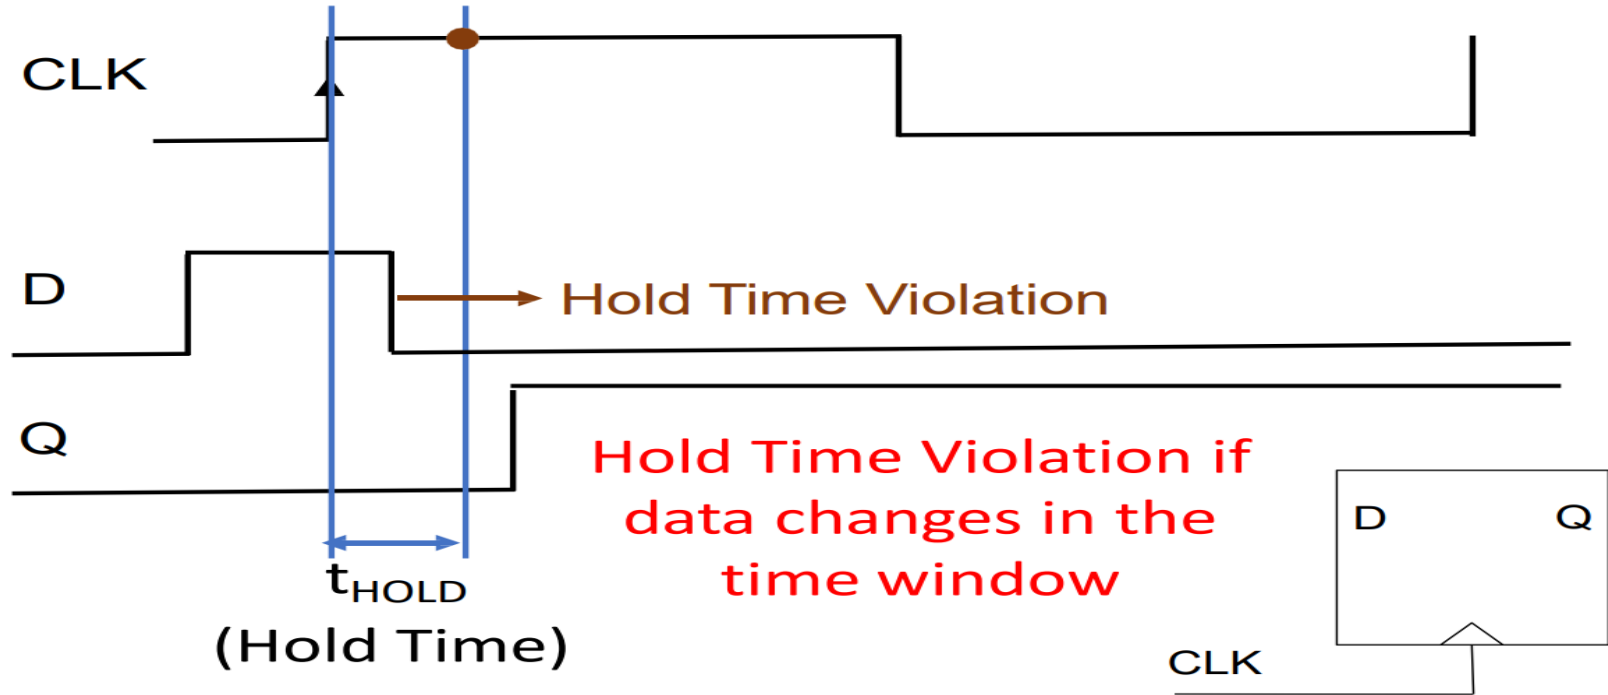 CLK
D
Hold Time Violation
Q
Hold Time Violation if
data changes in the
time window
tHOLD
(Hold Time)
D Q
CLK